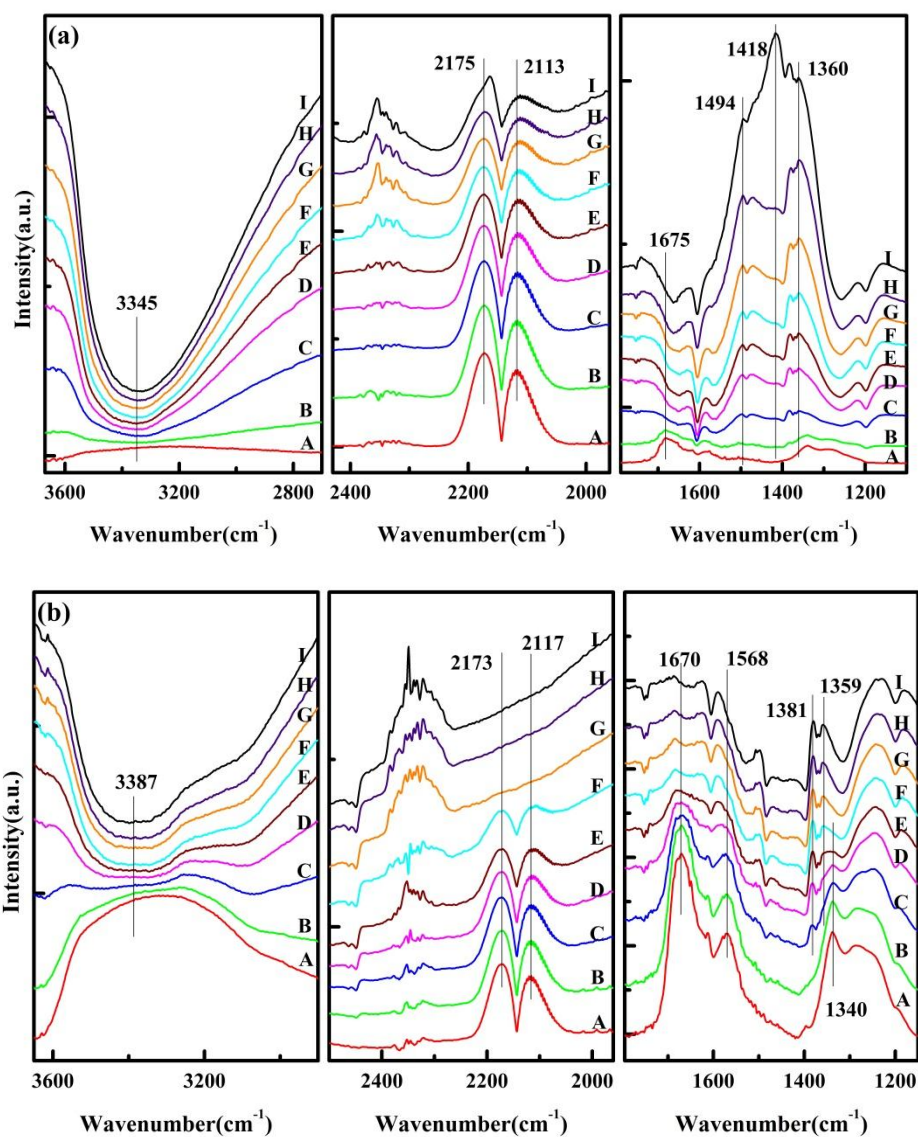 (a)
2175
2113
1418
1494
1360
I
H
G
F
E
D
C
B
A
3345
I
H
G
F
E
D
C
B
A
1675
I
H
G
F
E
D
C
B
A
Intensity(a.u.)
3600 3200 2800
2400 2200 2000
1600 1400 1200
Wavenumber(cm-1)
Wavenumber(cm-1)
Wavenumber(cm-1)
(b)
3387
I
H
G
F
E
D
C
B
A
2173
2117
I
H
G
F
E
D
C
B
A
1670
1568
1381
1359
1340
I
H
G
F
E
D
C
B
A
Intensity(a.u.)
3600 3200
2400 2200 2000
1600 1400 1200
Wavenumber(cm-1)
Wavenumber(cm-1)
Wavenumber(cm-1)